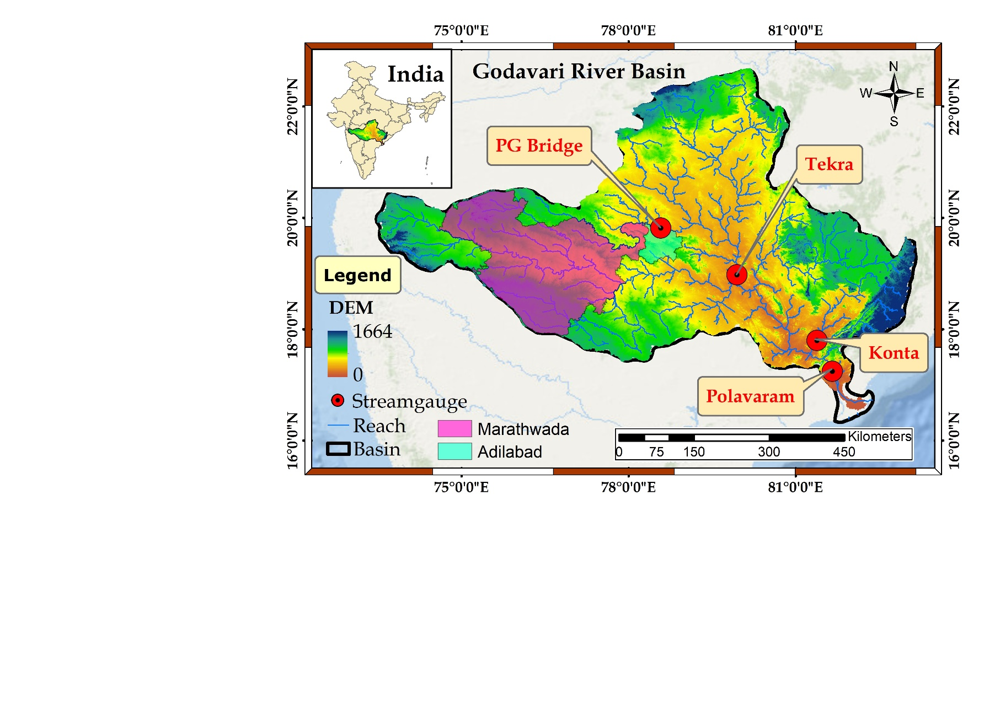 75°0'0"E 78°0'0"E 81°0'0"E
India
Godavari River Basin
N
W E
S
22°0'0"N
22°0'0"N
PG Bridge
Tekra
20°0'0"N
20°0'0"N
Legend
DEM
1664
0
18°0'0"N
18°0'0"N
Konta
Polavaram
Streamgauge
Reach
Basin
Marathwada
Adilabad
Kilometers
0 75 150 300 450
16°0'0"N
16°0'0"N
75°0'0"E 78°0'0"E 81°0'0"E